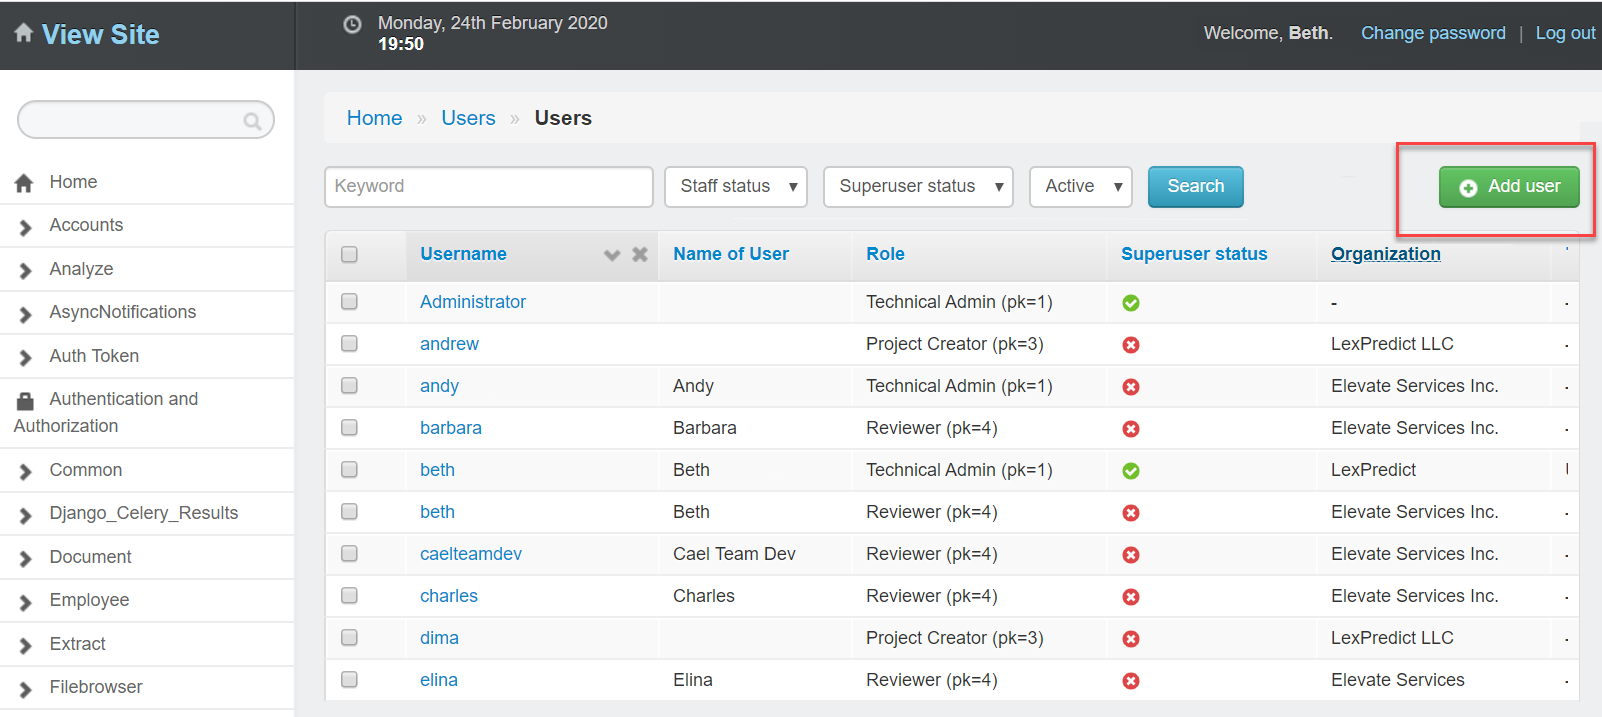 View Site
Monday, 24th February 2020
19:50
Welcome, Beth. Change password | Log out
Home » Users » Users
Keyword Staff status Superuser status Active Search Add user
Home
Accounts
Analyze
AsyncNotifications
Auth Token
Authentication and
Authorization
Common
Django_Celery_Results
Document
Employee
Extract
Filebrowser
Username Name of User Role Superuser status Organization
Administrator Technical Admin (pk=1) -
andrew Project Creator (pk=3) LexPredict LLC
andy Andy Technical Admin (pk=1) Elevate Services Inc.
barbara Barbara Reviewer (pk=4) Elevate Services Inc.
beth Beth Technical Admin (pk=1) LexPredict
beth Beth Reviewer (pk=4) Elevate Services Inc.
caelteamdev Cael Team Dev Reviewer (pk=4) Elevate Services Inc.
charles Charles Reviewer (pk=4) Elevate Services Inc.
dima Project Creator (pk=3) LexPredict LLC
elina Elina Reviewer (pk=4) Elevate Services